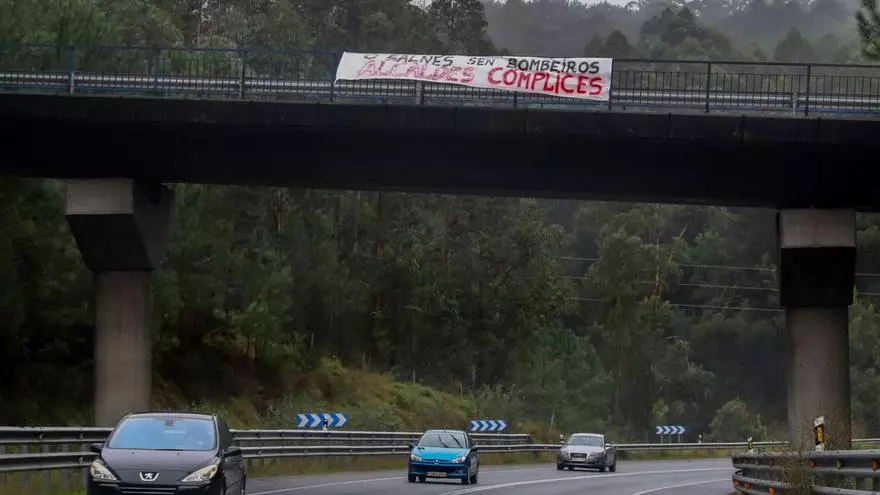 O SALNES SEN BOMBEIROS
ALCALDES CÓMPLICES